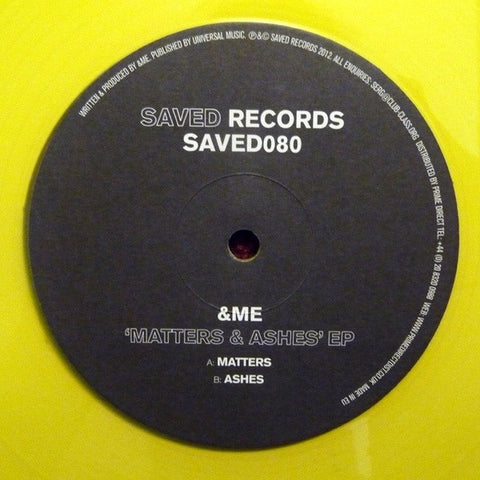 WRITTEN & PRODUCED BY &ME. PUBLISHED BY UNIVERSAL MUSIC. ℗&© SAVED RECORDS 2012. ALL ENQUIRIES: SERG@CLUB-CLASS.ORG. DISTRIBUTED BY PRIME DIRECT TEL: +44 (0) 20 8320 0998 WEB: WWW.PRIMEDIRECTDIST.CO.UK. MADE IN EU
SAVED RECORDS
SAVED080
&ME
'MATTERS & ASHES' EP
A: MATTERS
B: ASHES